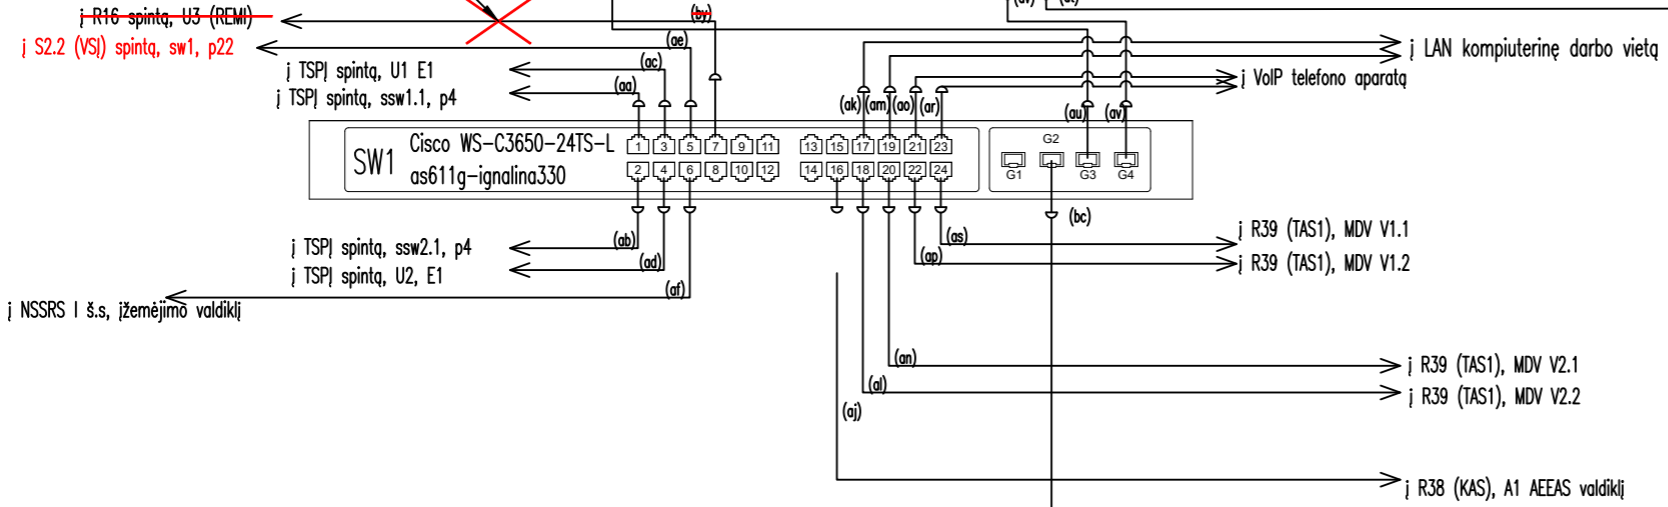 (av) (at)
į R16 spintą, U3 (REMI)
(by)
į S2.2 (VSĮ) spintą, sw1, p22
(ae)
į LAN kompiuterinę darbo vietą
į TSPĮ spintą, U1 E1
(ac)
į VoIP telefono aparatą
į TSPĮ spintą, ssw1.1, p4
(aa)
(ak) (am) (ao) (ar)
(au) (av)
SW1
Cisco WS-C3650-24TS-L
as611g-ignalina330
1 3 5 7 9 11 13 15 17 19 21 23
2 4 6 8 10 12 14 16 18 20 22 24
G2
G1 G3 G4
(bc)
į TSPĮ spintą, ssw2.1, p4
(ab)
(as)
į R39 (TAS1), MDV V1.1
į TSPĮ spintą, U2, E1
(ad)
(ap)
į R39 (TAS1), MDV V1.2
į NSSRS I š.s, įžemėjimo valdiklį
(af)
(an)
į R39 (TAS1), MDV V2.1
(al)
į R39 (TAS1), MDV V2.2
(aj)
į R38 (KAS), A1 AEEAS valdiklį